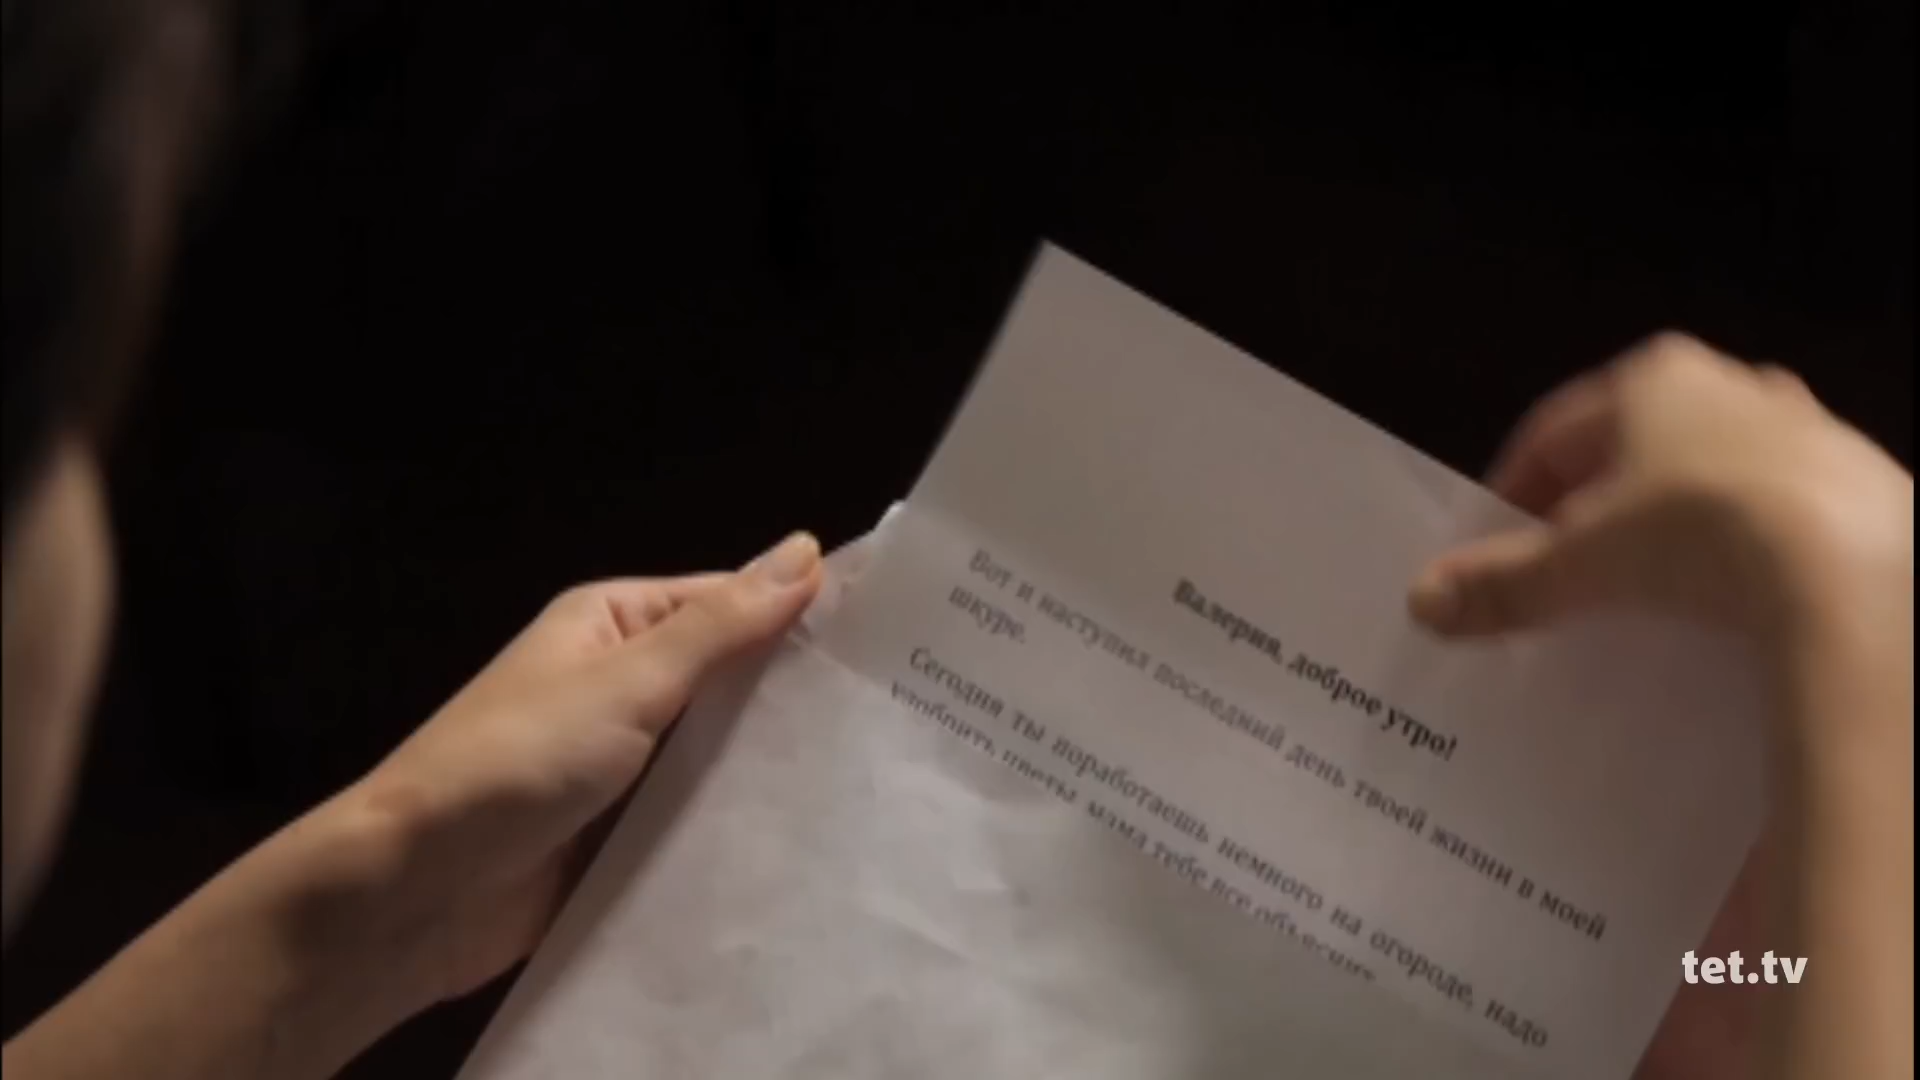 Валерия, доброе утро!
Вот и наступил последний день твоей жизни в моей
шкуре.
Сегодня ты поработаешь немного на огороде, надо
удобрить цветы, мама тебе все объяснит
tet.tv